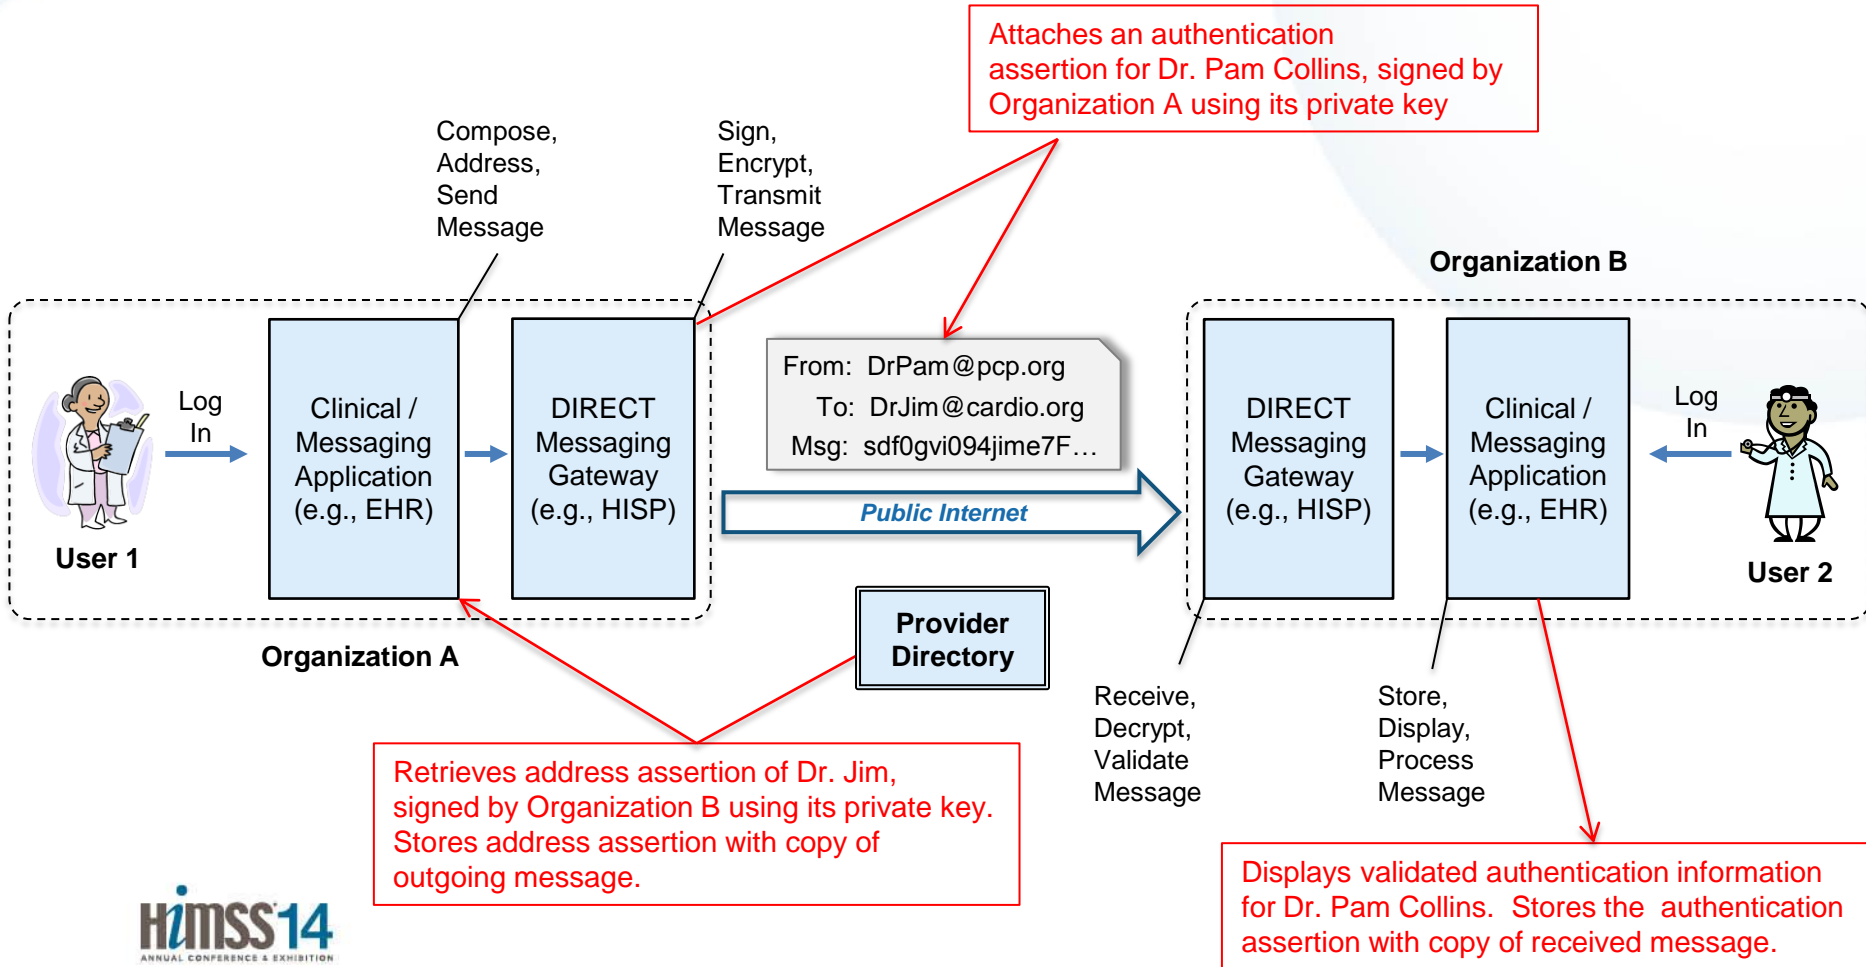 Attaches an authentication
assertion for Dr. Pam Collins, signed by
Organization A using its private key
Compose,
Address,
Send
Message
Sign,
Encrypt,
Transmit
Message
Organization B
Log
In
Clinical /
Messaging
Application
(e.g., EHR)
DIRECT
Messaging
Gateway
(e.g., HISP)
From: DrPam@pcp.org
To: DrJim@cardio.org
Msg: sdf0gvi094jime7F…
Public Internet
DIRECT
Messaging
Gateway
(e.g., HISP)
Clinical /
Messaging
Application
(e.g., EHR)
Log
In
User 1
User 2
Organization A
Provider
Directory
Receive,
Decrypt,
Validate
Message
Store,
Display,
Process
Message
Retrieves address assertion of Dr. Jim,
signed by Organization B using its private key.
Stores address assertion with copy of
outgoing message.
Displays validated authentication information
for Dr. Pam Collins. Stores the authentication
assertion with copy of received message.
HIMSS14
ANNUAL CONFERENCE & EXHIBITION